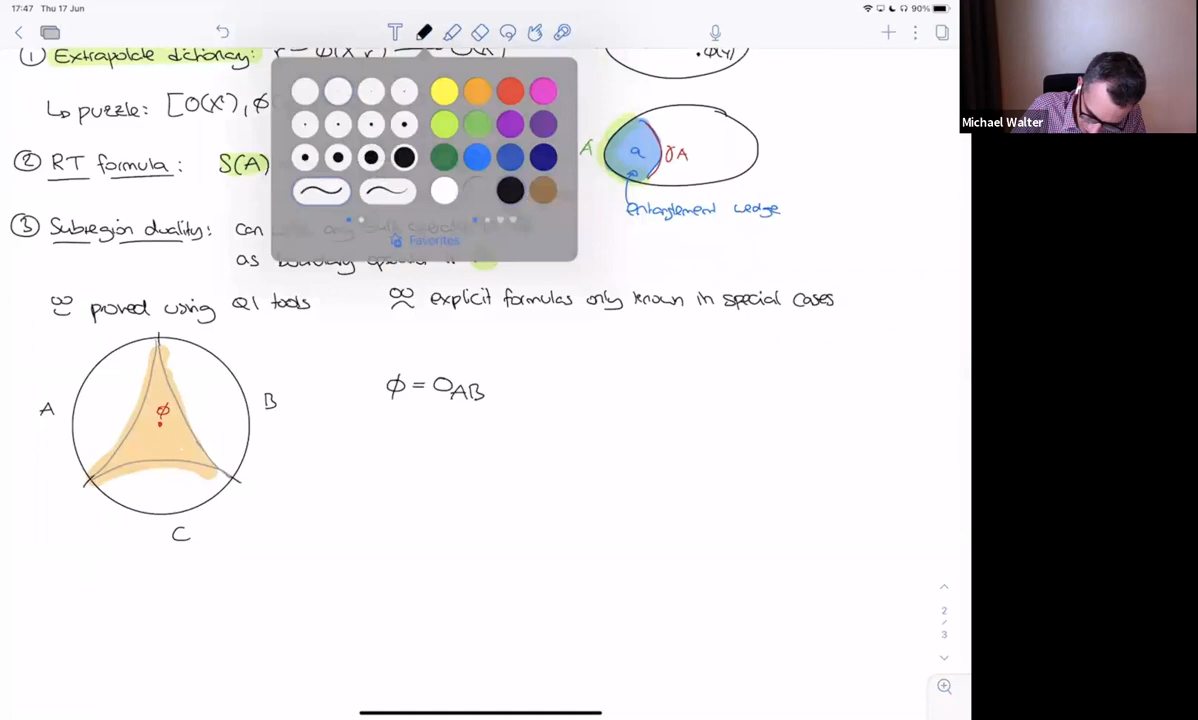 17:47 Thu 17 Jun
90%
① Extrapolate dictionary:
ϕ(y)
↳ puzzle: [O(x), ϕ
A
a
γA
② RT formula: S(A)
entanglement wedge
③ Subregion duality: can
as
Favorites
proved using QI tools
explicit formulas only known in special cases
A
ϕ
B
ϕ = O_AB
C
2
/
3
Michael Walter